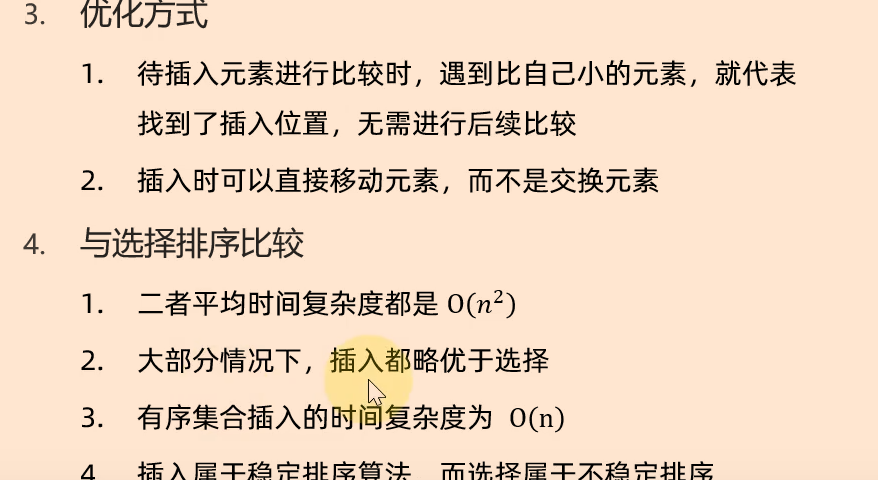 3. 优化方式
1. 待插入元素进行比较时，遇到比自己小的元素，就代表
找到了插入位置，无需进行后续比较
2. 插入时可以直接移动元素，而不是交换元素
4. 与选择排序比较
1. 二者平均时间复杂度都是 O(n²)
2. 大部分情况下，插入都略优于选择
3. 有序集合插入的时间复杂度为 O(n)
4. 插入属于稳定排序算法，而选择属于不稳定排序